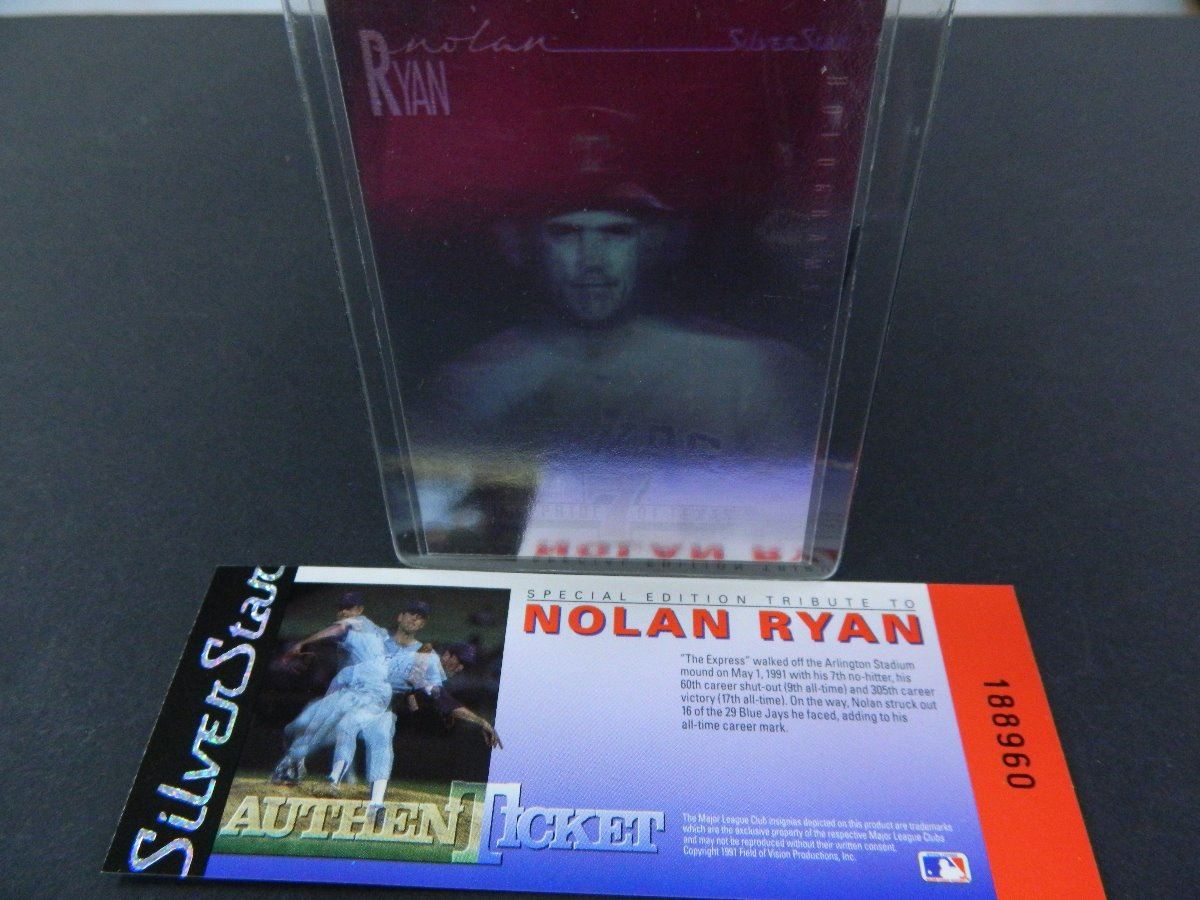 nolan
RYAN
SilverStar
HOLOGRAMS
T
PRIDE OF TEXAS
SilverStar
SPECIAL EDITION TRIBUTE TO
NOLAN RYAN
"The Express" walked off the Arlington Stadium
mound on May 1, 1991 with his 7th no-hitter, his
60th career shut-out (9th all-time) and 305th career
victory (17th all-time). On the way, Nolan struck out
16 of the 29 Blue Jays he faced, adding to his
all-time career mark.
188960
AUTHENTICKET
The Major League Club insignias depicted on this product are trademarks
which are the exclusive property of the respective Major League Clubs
and may not be reproduced without their written consent.
Copyright 1991 Field of Vision Productions, Inc.